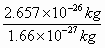 2.657×10⁻²⁶ kg
1.66×10⁻²⁷ kg